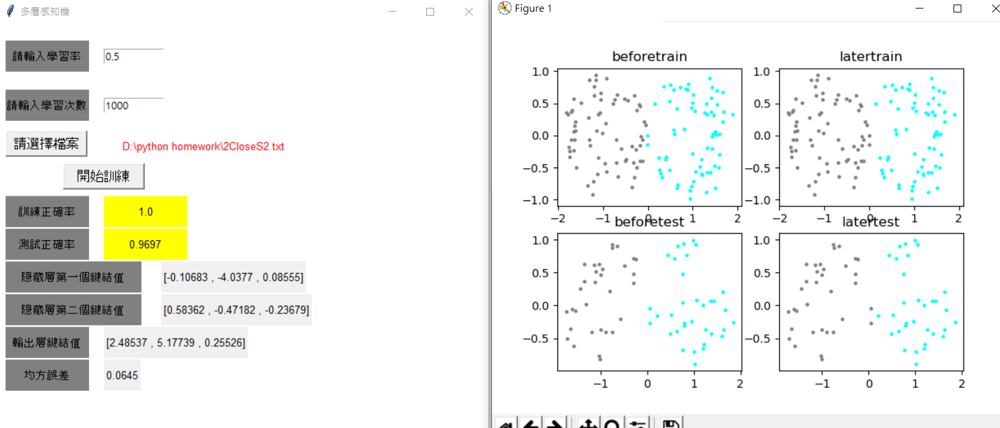 多層感知機
請輸入學習率 0.5
請輸入學習次數 1000
請選擇檔案 D:\python homework\2CloseS2.txt
開始訓練
訓練正確率 1.0
測試正確率 0.9697
隱藏層第一個鍵結值 [-0.10683 , -4.0377 , 0.08555]
隱藏層第二個鍵結值 [0.58362 , -0.47182 , -0.23679]
輸出層鍵結值 [2.48537 , 5.17739 , 0.25526]
均方誤差 0.0645
Figure 1
beforetrain
1.0
0.5
0.0
−0.5
−1.0
−2 −1 0 1 2
latertrain
1.0
0.5
0.0
−0.5
−1.0
−2 −1 0 1 2
beforetest
1.0
0.5
0.0
−0.5
−1 0 1 2
latertest
1.0
0.5
0.0
−0.5
−1 0 1 2